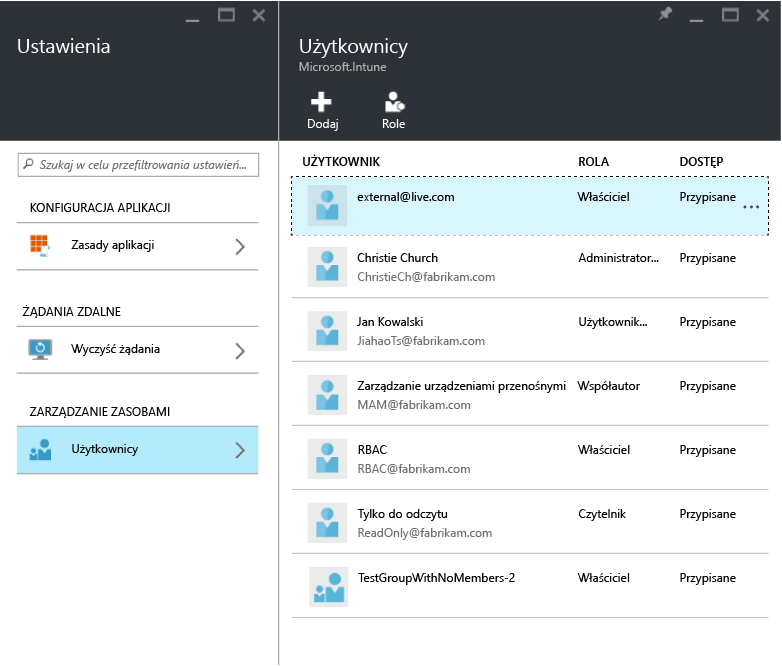 Ustawienia
Szukaj w celu przefiltrowania ustawień...
KONFIGURACJA APLIKACJI
Zasady aplikacji
ŻĄDANIA ZDALNE
Wyczyść żądania
ZARZĄDZANIE ZASOBAMI
Użytkownicy
Użytkownicy
Microsoft.Intune
Dodaj Role
UŻYTKOWNIK ROLA DOSTĘP
external@live.com Właściciel Przypisane ...
Christie Church Administrator... Przypisane
ChristieCh@fabrikam.com
Jan Kowalski Użytkownik... Przypisane
JiahaoTs@fabrikam.com
Zarządzanie urządzeniami przenośnymi Współautor Przypisane
MAM@fabrikam.com
RBAC Właściciel Przypisane
RBAC@fabrikam.com
Tylko do odczytu Czytelnik Przypisane
ReadOnly@fabrikam.com
TestGroupWithNoMembers-2 Właściciel Przypisane